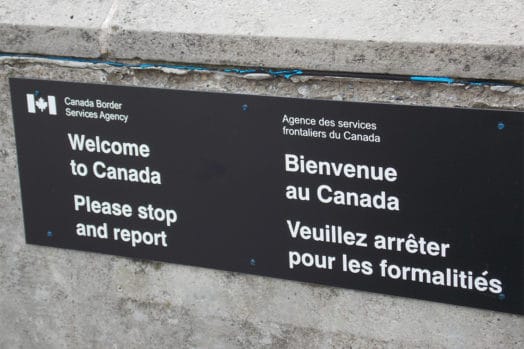 Canada Border
Services Agency
Welcome
to Canada
Please stop
and report
Agence des services
frontaliers du Canada
Bienvenue
au Canada
Veuillez arrêter
pour les formalitiés